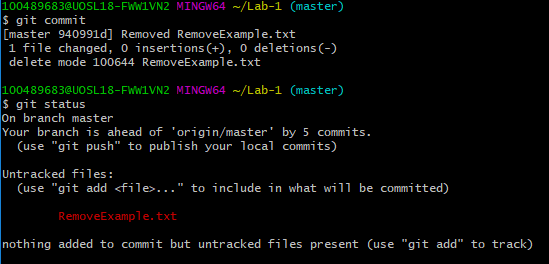 100489683@UOSL18-FWW1VN2 MINGW64 ~/Lab-1 (master)
$ git commit
[master 940991d] Removed RemoveExample.txt
 1 file changed, 0 insertions(+), 0 deletions(-)
 delete mode 100644 RemoveExample.txt

100489683@UOSL18-FWW1VN2 MINGW64 ~/Lab-1 (master)
$ git status
On branch master
Your branch is ahead of 'origin/master' by 5 commits.
  (use "git push" to publish your local commits)

Untracked files:
  (use "git add <file>..." to include in what will be committed)

        RemoveExample.txt

nothing added to commit but untracked files present (use "git add" to track)